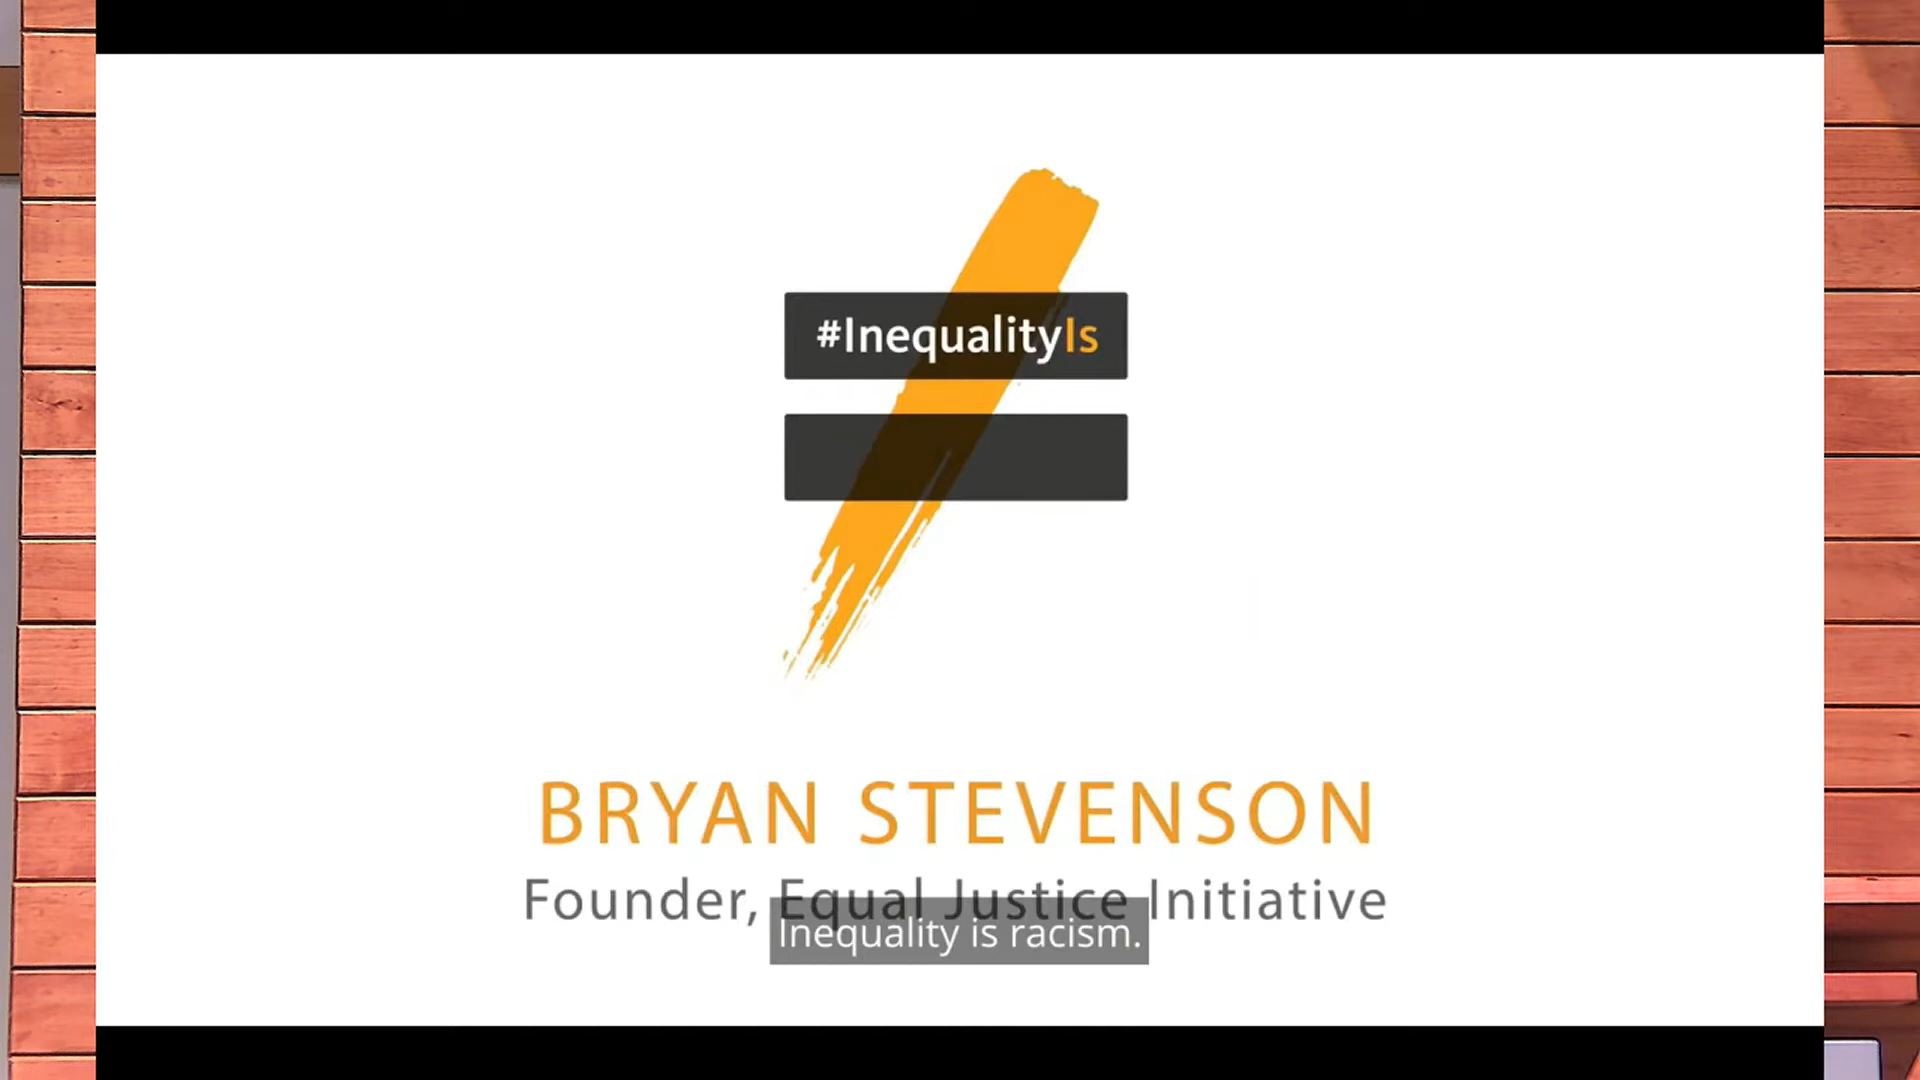 #InequalityIs
BRYAN STEVENSON
Founder, Equal Justice Initiative
Inequality is racism.